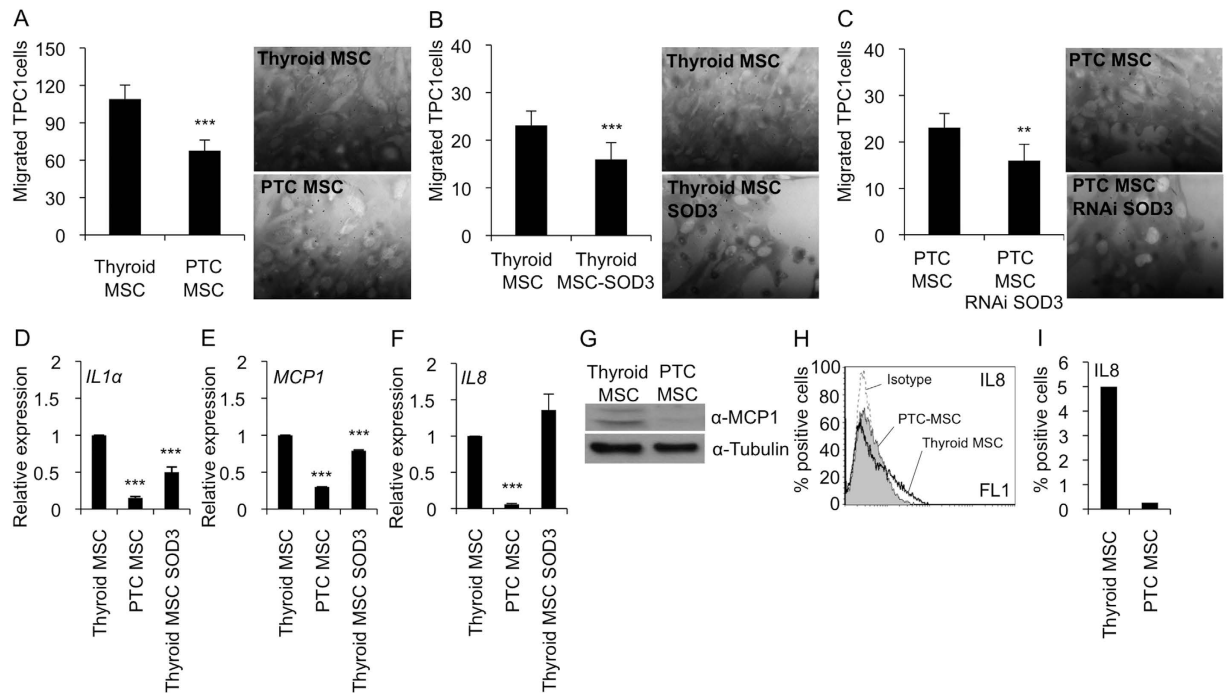 A
Migrated TPC1cells
150
120
90
60
30
0
***
Thyroid
MSC
PTC
MSC
Thyroid MSC
PTC MSC
B
Migrated TPC1cells
40
30
20
10
0
***
Thyroid
MSC
Thyroid
MSC-SOD3
Thyroid MSC
Thyroid MSC
SOD3
C
Migrated TPC1cells
40
30
20
10
0
**
PTC
MSC
PTC
MSC
RNAi SOD3
PTC MSC
PTC MSC
RNAi SOD3
D
Relative expression
2
1.5
1
0.5
0
IL1α
***
***
Thyroid MSC
PTC MSC
Thyroid MSC SOD3
E
Relative expression
2
1.5
1
0.5
0
MCP1
***
***
Thyroid MSC
PTC MSC
Thyroid MSC SOD3
F
Relative expression
2
1.5
1
0.5
0
IL8
***
Thyroid MSC
PTC MSC
Thyroid MSC SOD3
G
Thyroid
MSC
PTC
MSC
α-MCP1
α-Tubulin
H
% positive cells
100
80
60
40
20
0
IL8
Isotype
PTC-MSC
Thyroid MSC
FL1
I
% positive cells
6
5
4
3
2
1
0
IL8
Thyroid MSC
PTC MSC